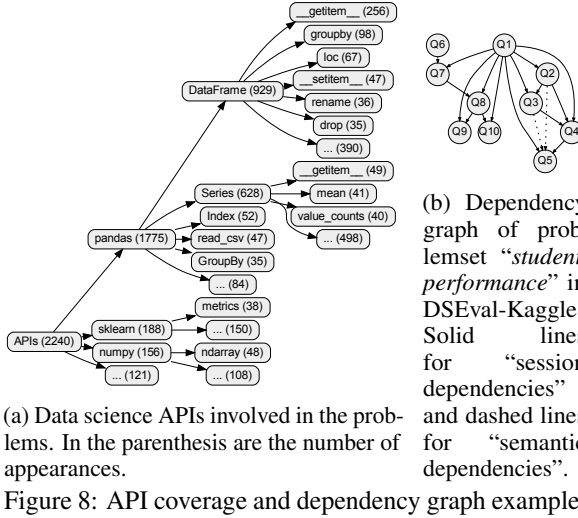 __getitem__ (256)
groupby (98)
loc (67)
DataFrame (929)
__setitem__ (47)
rename (36)
drop (35)
... (390)
__getitem__ (49)
Series (628)
mean (41)
Index (52)
value_counts (40)
pandas (1775)
read_csv (47)
... (498)
GroupBy (35)
... (84)
metrics (38)
sklearn (188)
... (150)
APIs (2240)
numpy (156)
ndarray (48)
... (121)
... (108)
(a) Data science APIs involved in the prob-
lems. In the parenthesis are the number of
appearances.
Q6
Q1
Q7
Q2
Q8
Q3
Q9
Q10
Q4
Q5
(b) Dependency
graph of prob-
lemset “student
performance” in
DSEval-Kaggle.
Solid lines
for “session
dependencies”
and dashed lines
for “semantic
dependencies”.
Figure 8: API coverage and dependency graph example